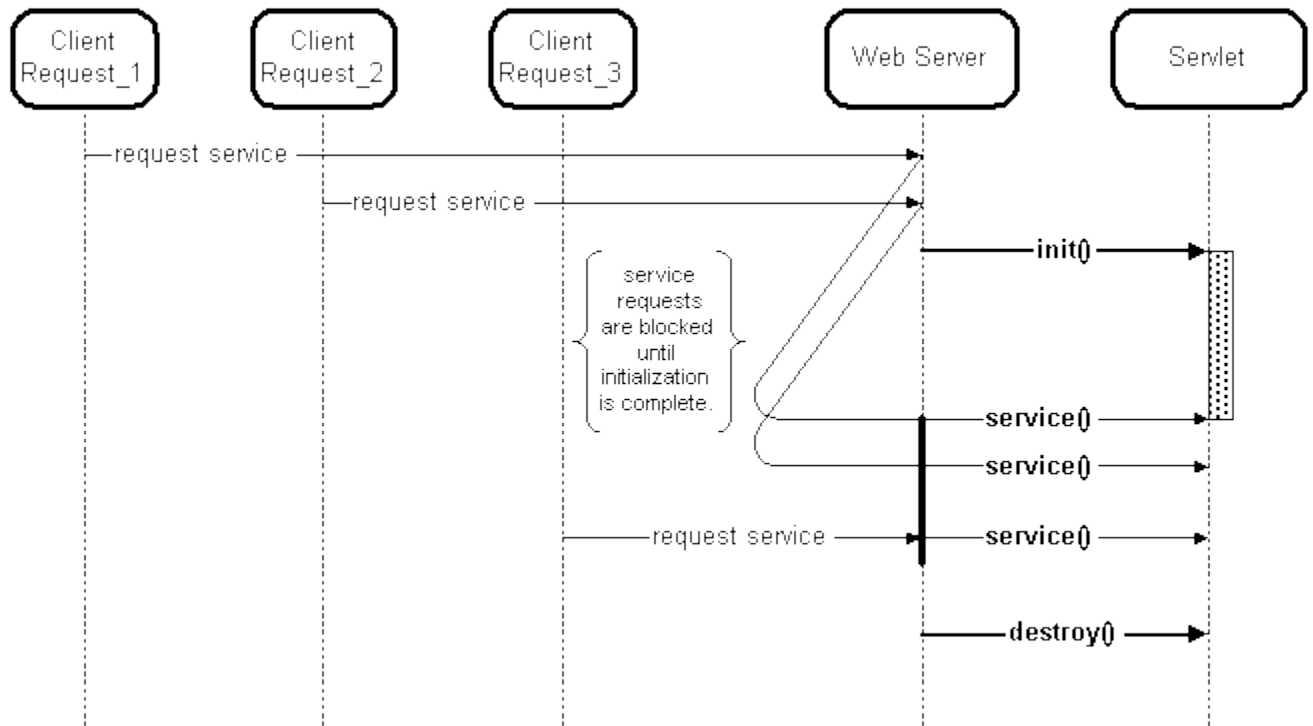 Client
Request_1
Client
Request_2
Client
Request_3
Web Server
Servlet
request service
request service
init()
service
requests
are blocked
until
initialization
is complete.
service()
service()
request service
service()
destroy()